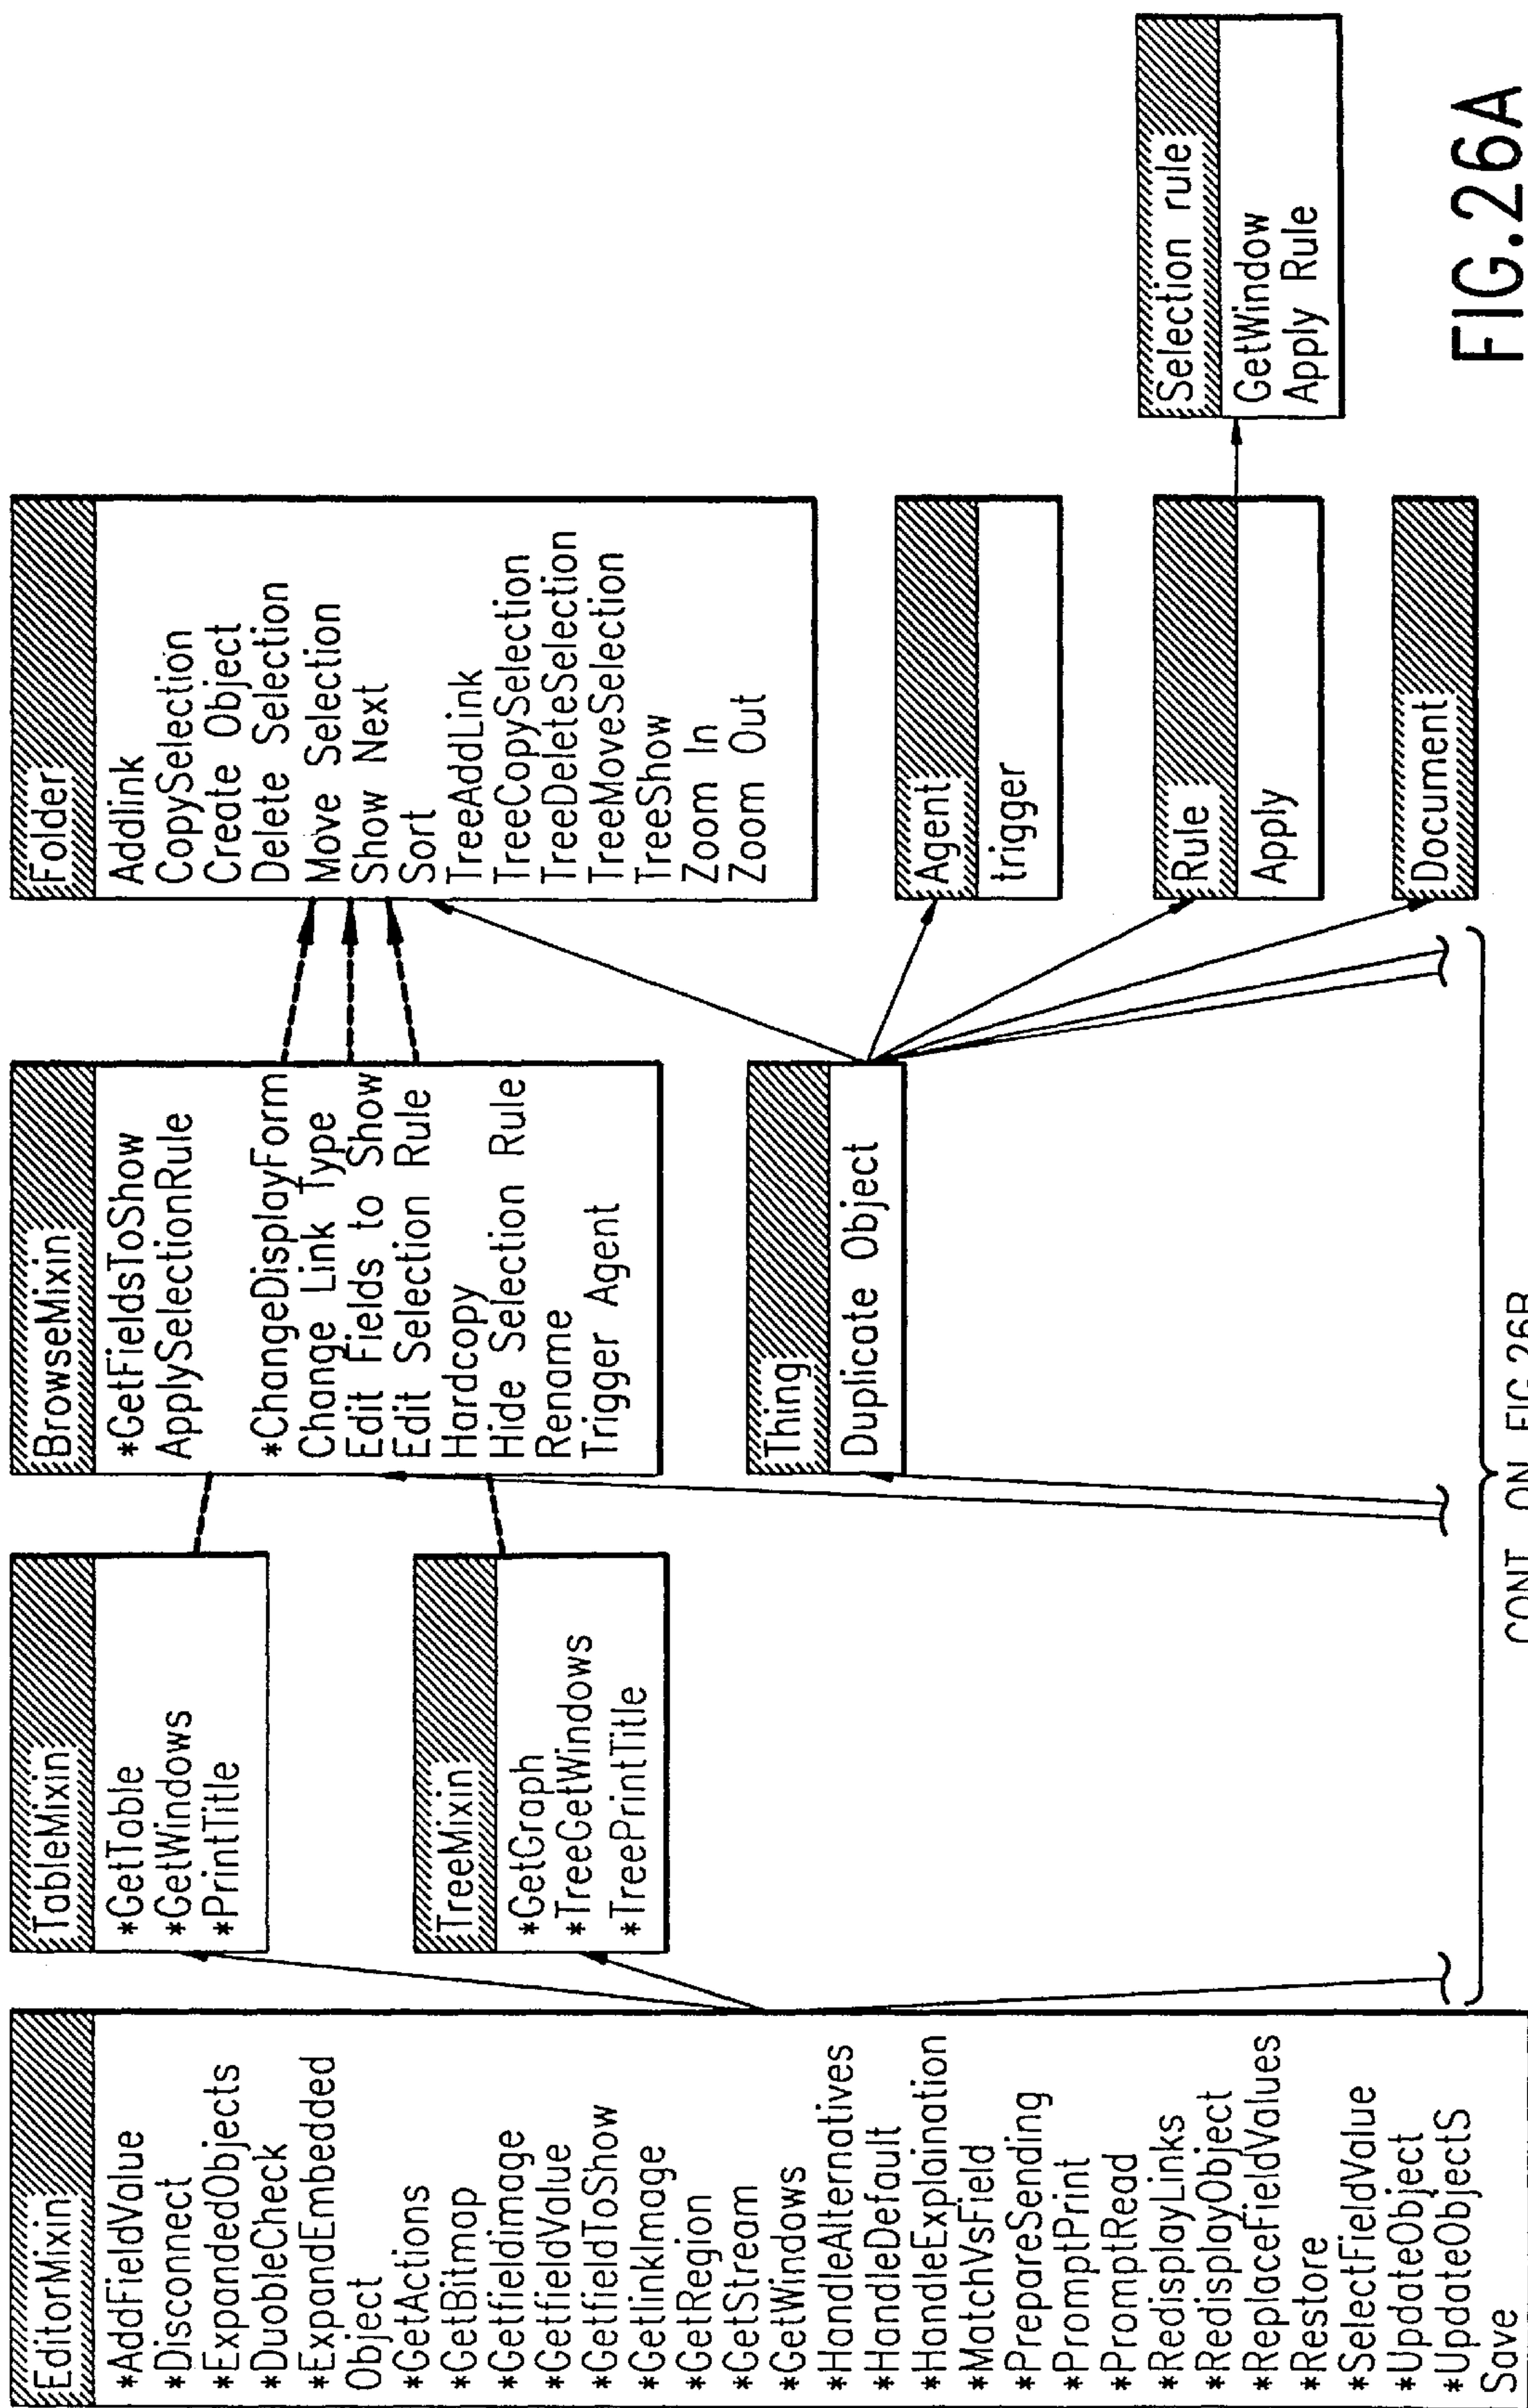 EditorMixin
*AddFieldValue
*Disconnect
*ExpandedObjects
*DuobleCheck
*ExpandEmbedded
Object
*GetActions
*GetBitmap
*Getfieldimage
*GetfieldValue
*GetfieldToShow
*GetlinkImage
*GetRegion
*GetStream
*GetWindows
*HandleAlternatives
*HandleDefault
*HandleExplaination
*MatchVsField
*PrepareSending
*PromptPrint
*PromptRead
*RedisplayLinks
*RedisplayObject
*ReplaceFieldValues
*Restore
*SelectFieldValue
*UpdateObject
*UpdateObjectS
Save
TableMixin
*GetTable
*GetWindows
*PrintTitle
TreeMixin
*GetGraph
*TreeGetWindows
*TreePrintTitle
BrowseMixin
*GetFieldsToShow
ApplySelectionRule
*ChangeDisplayForm
Change Link Type
Edit Fields to Show
Edit Selection Rule
Hardcopy
Hide Selection Rule
Rename
Trigger Agent
Thing
Duplicate Object
Folder
Addlink
CopySelection
Create Object
Delete Selection
Move Selection
Show Next
Sort
TreeAddLink
TreeCopySelection
TreeDeleteSelection
TreeMoveSelection
TreeShow
Zoom In
Zoom Out
Agent
trigger
Rule
Apply
Document
Selection rule
GetWindow
Apply Rule
CONT. ON FIG.26B
FIG.26A